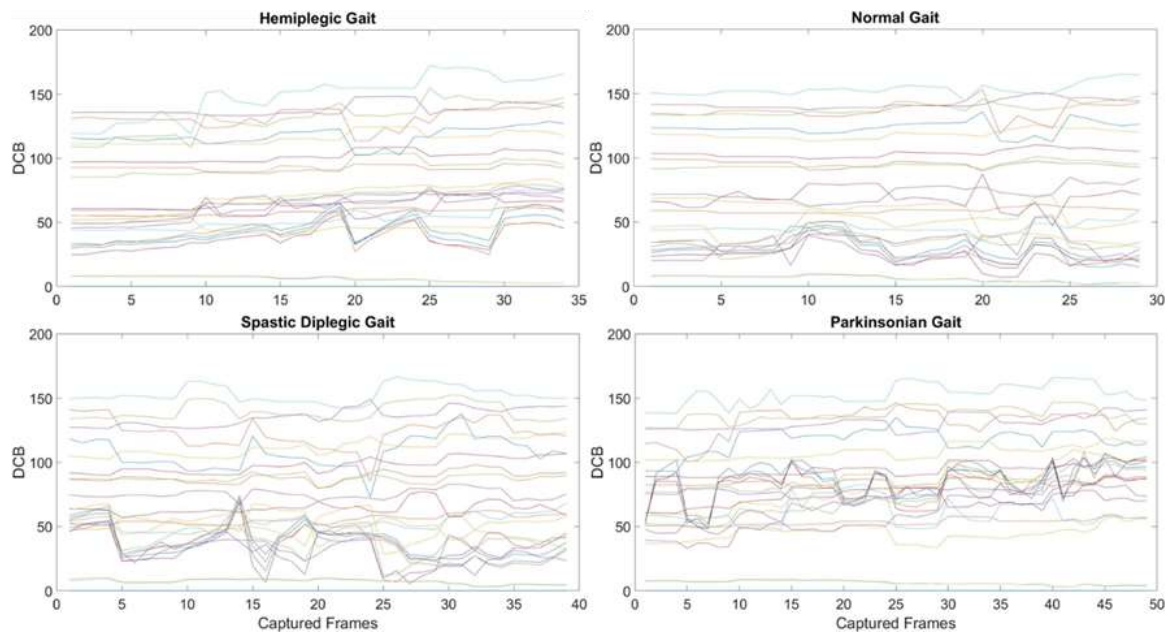 Hemiplegic Gait
200
150
100
50
0
DCB
0 5 10 15 20 25 30 35
Normal Gait
200
150
100
50
0
DCB
0 5 10 15 20 25 30
Spastic Diplegic Gait
200
150
100
50
0
DCB
0 5 10 15 20 25 30 35 40
Captured Frames
Parkinsonian Gait
200
150
100
50
0
DCB
0 5 10 15 20 25 30 35 40 45 50
Captured Frames